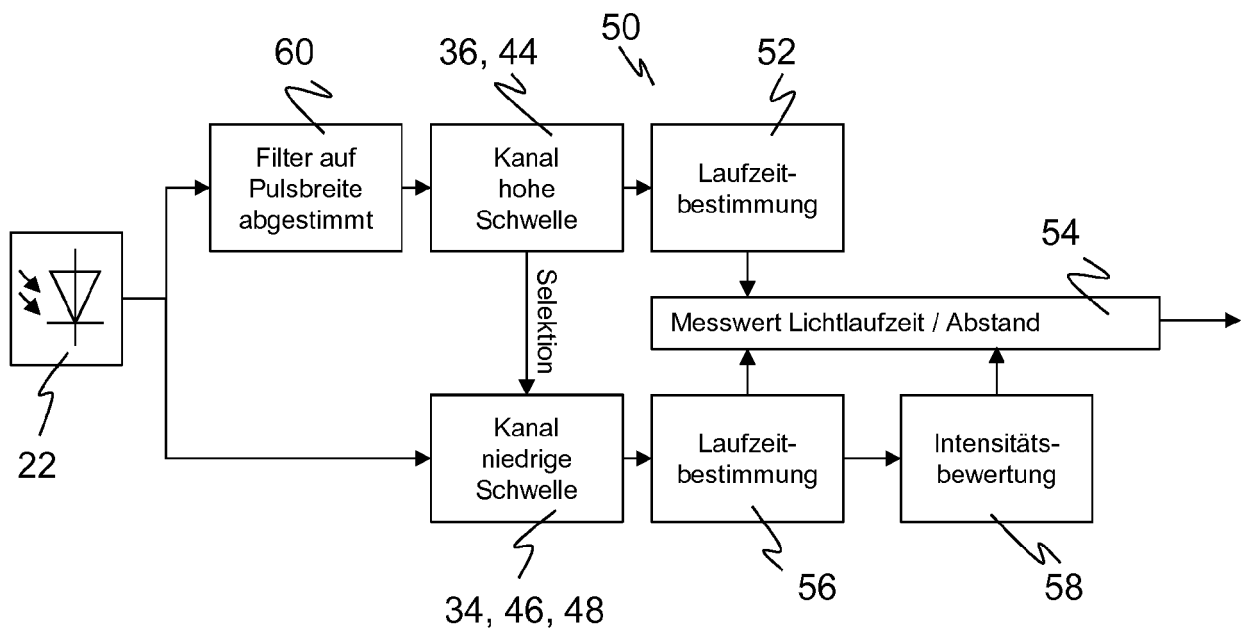 50
60
36, 44
52
Filter auf
Pulsbreite
abgestimmt
Kanal
hohe
Schwelle
Laufzeit-
bestimmung
54
Selektion
Messwert Lichtlaufzeit / Abstand
22
Kanal
niedrige
Schwelle
Laufzeit-
bestimmung
Intensitäts-
bewertung
34, 46, 48
56
58